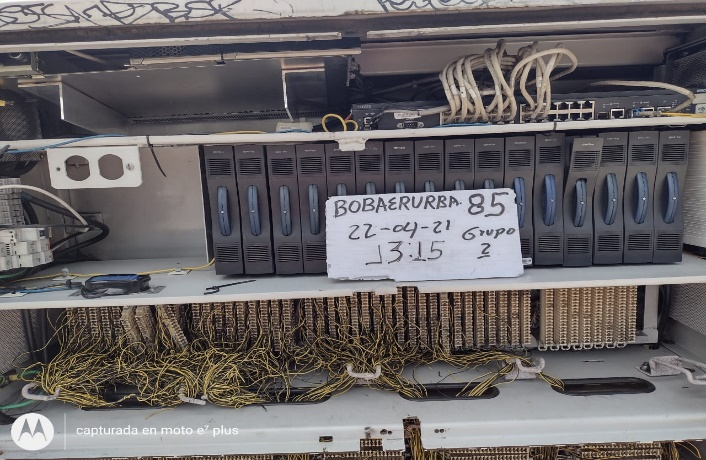 BOBAERURBA 85
22-04-21 Grupo
13:15 2
capturada en moto e⁷ plus